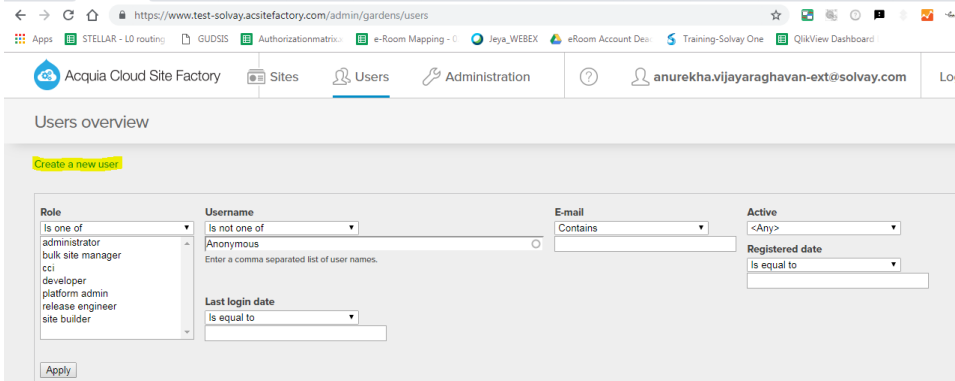 https://www.test-solvay.acsitefactory.com/admin/gardens/users
Apps STELLAR - L0 routing GUDSIS Authorizationmatrix e-Room Mapping - Jeya_WEBEX eRoom Account Dea Training-Solvay One QlikView Dashboard
Acquia Cloud Site Factory Sites Users Administration ? anurekha.vijayaraghavan-ext@solvay.com Lo
Users overview
Create a new user
Role Username E-mail Active
Is one of Is not one of Contains <Any>
administrator Anonymous
bulk site manager Enter a comma separated list of user names. Registered date
cci Is equal to
developer
platform admin
release engineer Last login date
site builder Is equal to
Apply